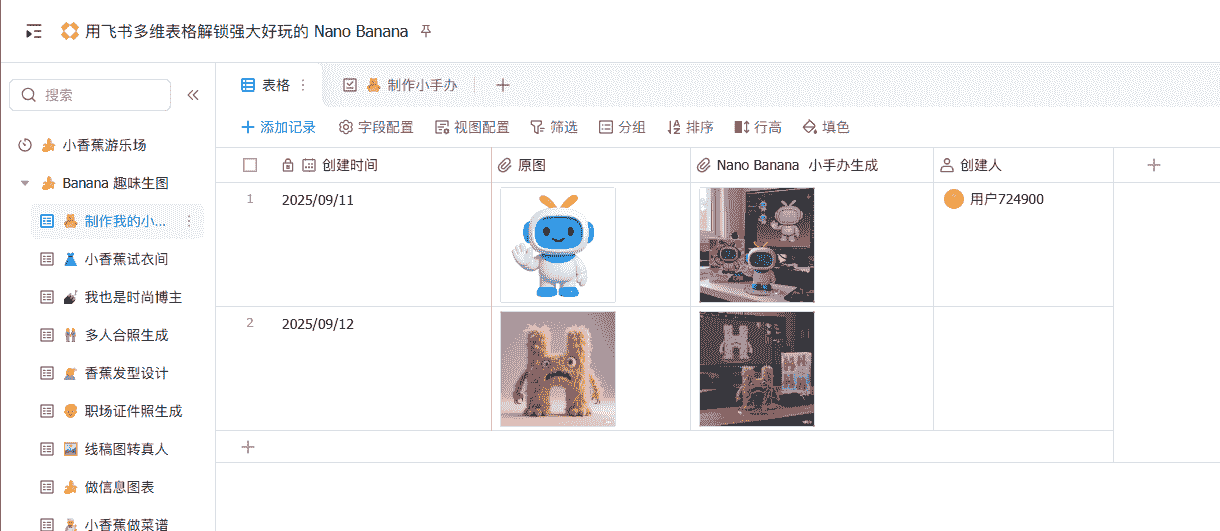 用飞书多维表格解锁强大好玩的 Nano Banana
搜索
小香蕉游乐场
Banana 趣味生图
制作我的小...
小香蕉试衣间
我也是时尚博主
多人合照生成
香蕉发型设计
职场证件照生成
线稿图转真人
做信息图表
小香蕉做菜谱
表格 制作小手办
添加记录 字段配置 视图配置 筛选 分组 排序 行高 填色
创建时间 原图 Nano Banana 小手办生成 创建人
1 2025/09/11 用户724900
2 2025/09/12